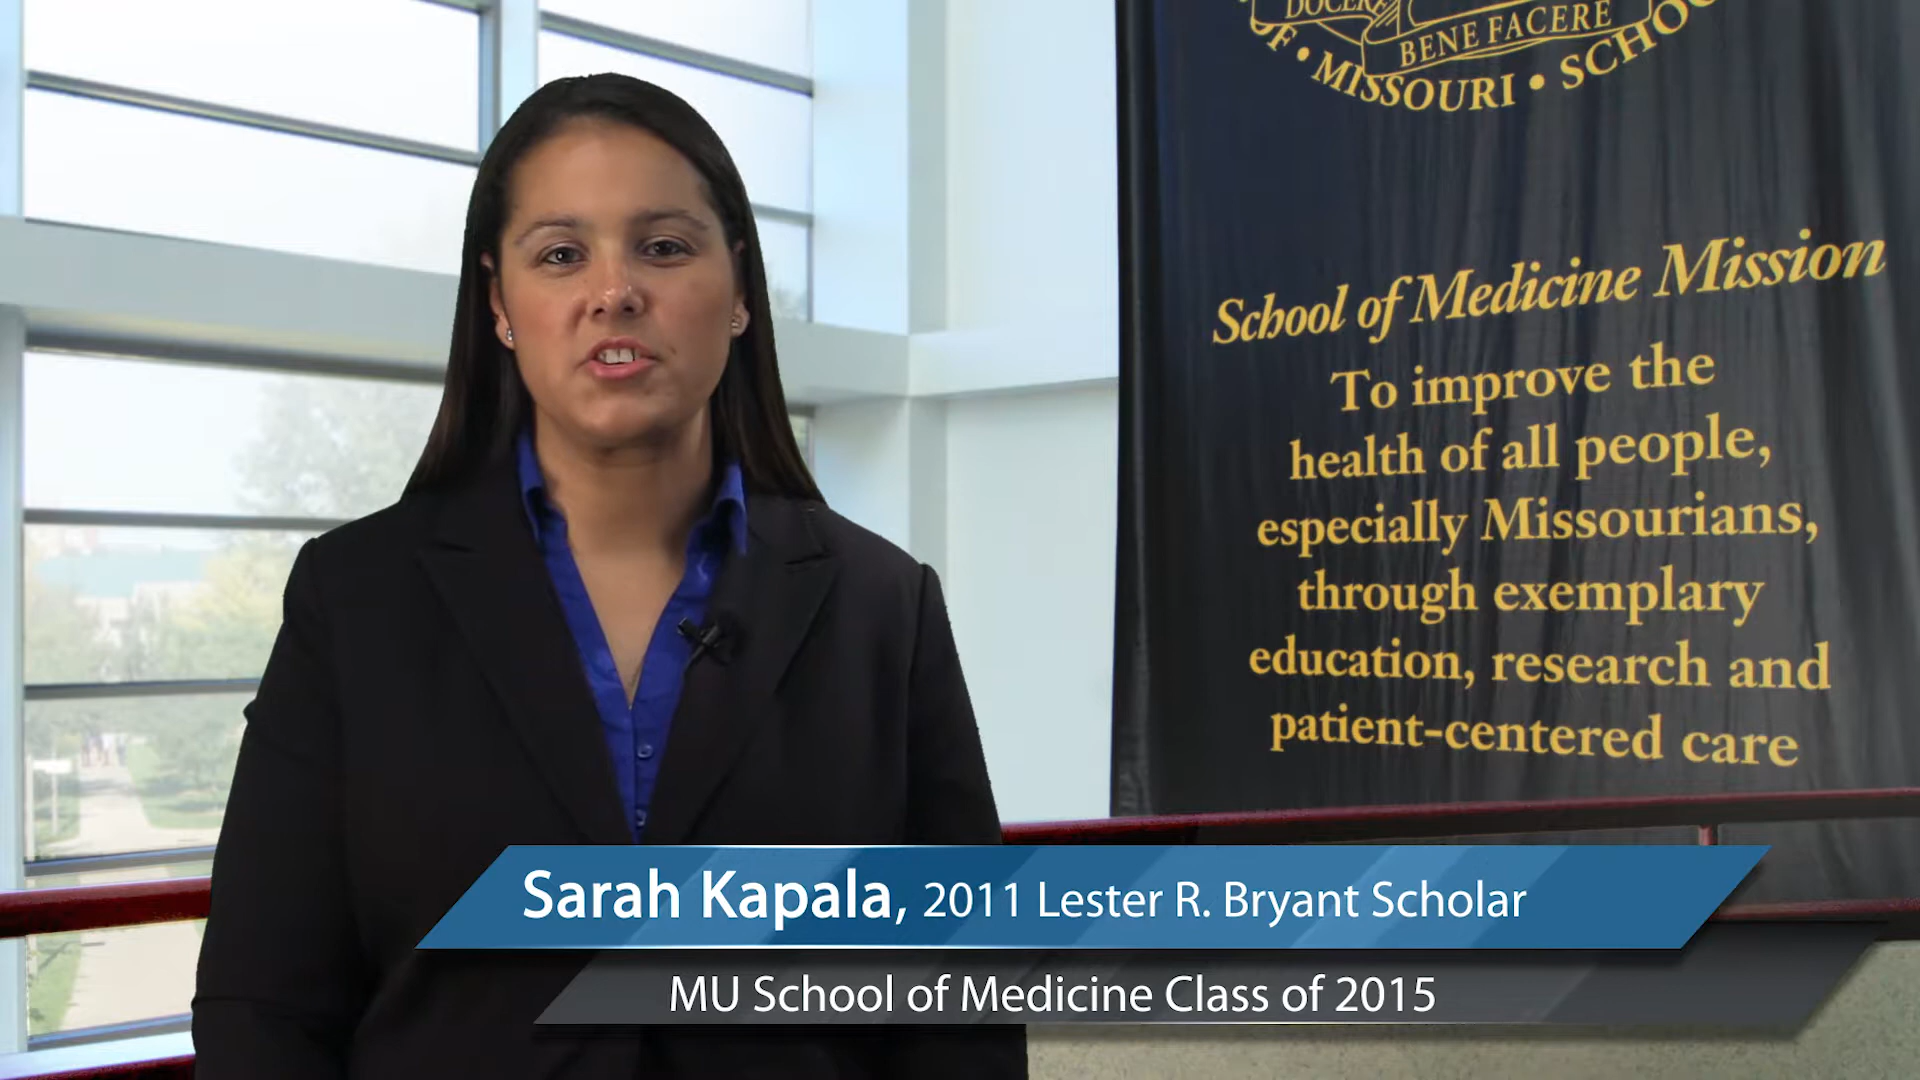 DOCERE
BENE FACERE
OF • MISSOURI • SCHOO
School of Medicine Mission
To improve the
health of all people,
especially Missourians,
through exemplary
education, research and
patient-centered care
Sarah Kapala, 2011 Lester R. Bryant Scholar
MU School of Medicine Class of 2015